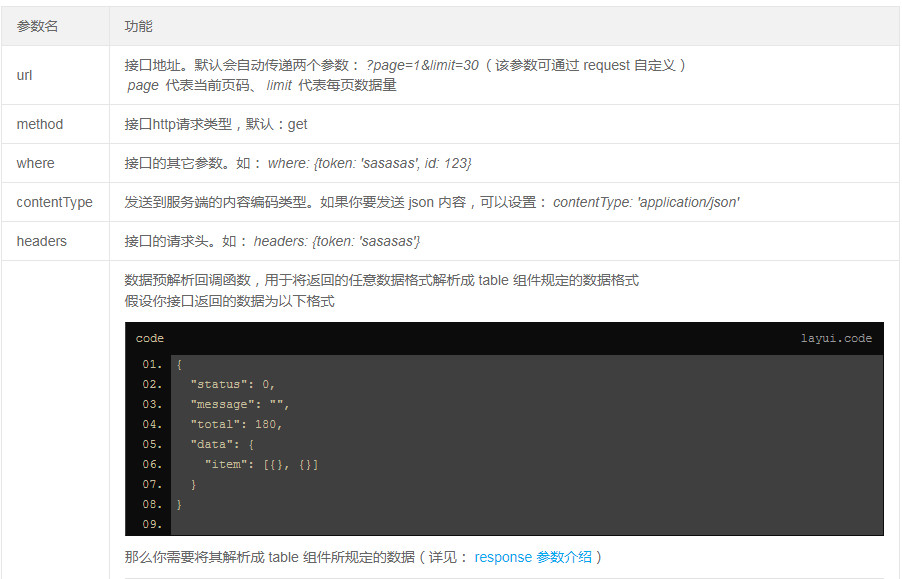 参数名 功能
url 接口地址。默认会自动传递两个参数：?page=1&limit=30（该参数可通过 request 自定义）
page 代表当前页码、limit 代表每页数据量
method 接口http请求类型，默认：get
where 接口的其它参数。如：where: {token: 'sasasas', id: 123}
contentType 发送到服务端的内容编码类型。如果你要发送 json 内容，可以设置：contentType: 'application/json'
headers 接口的请求头。如：headers: {token: 'sasasas'}
数据预解析回调函数，用于将返回的任意数据格式解析成 table 组件规定的数据格式
假设你接口返回的数据为以下格式
code layui.code
01. {
02. "status": 0,
03. "message": "",
04. "total": 180,
05. "data": {
06. "item": [{}, {}]
07. }
08. }
09.
那么你需要将其解析成 table 组件所规定的数据（详见：response 参数介绍）